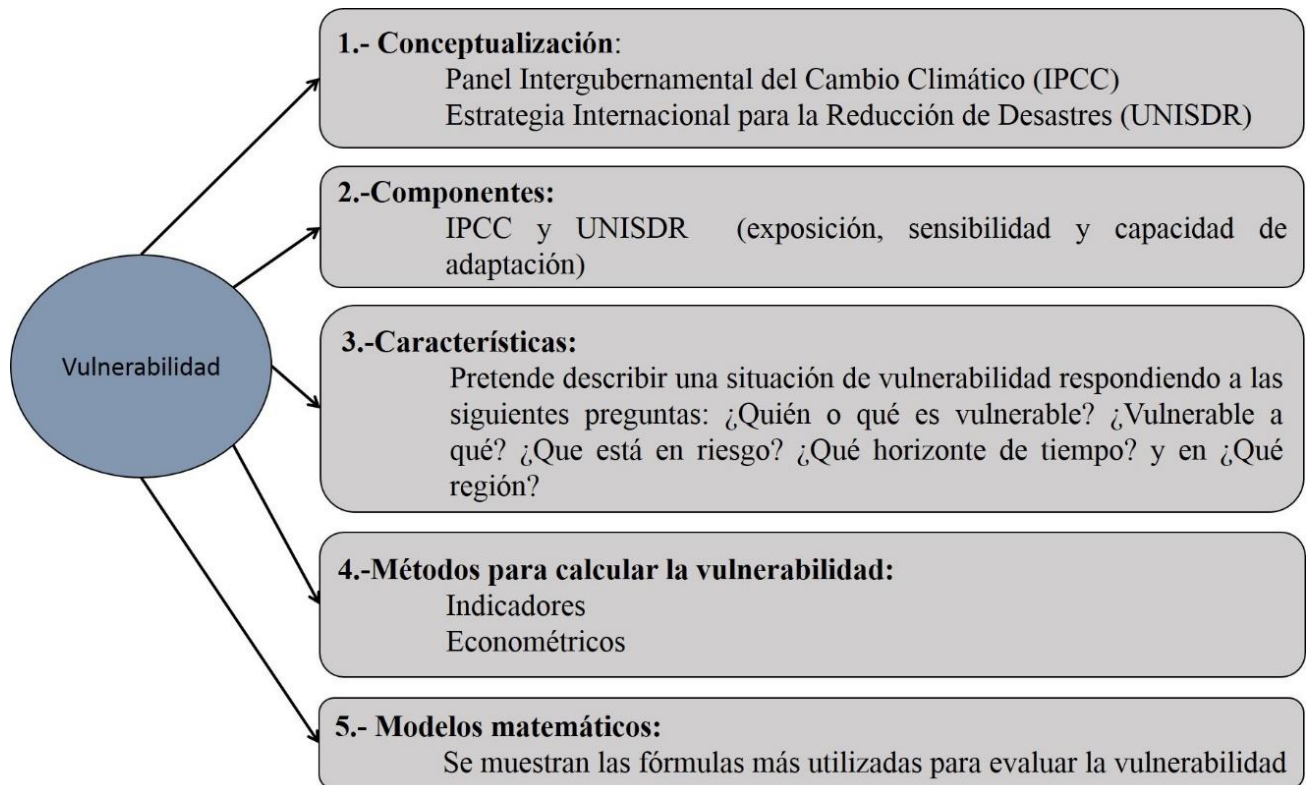 Vulnerabilidad
1.- Conceptualización:
Panel Intergubernamental del Cambio Climático (IPCC)
Estrategia Internacional para la Reducción de Desastres (UNISDR)
2.-Componentes:
IPCC y UNISDR (exposición, sensibilidad y capacidad de
adaptación)
3.-Características:
Pretende describir una situación de vulnerabilidad respondiendo a las
siguientes preguntas: ¿Quién o qué es vulnerable? ¿Vulnerable a
qué? ¿Que está en riesgo? ¿Qué horizonte de tiempo? y en ¿Qué
región?
4.-Métodos para calcular la vulnerabilidad:
Indicadores
Econométricos
5.- Modelos matemáticos:
Se muestran las fórmulas más utilizadas para evaluar la vulnerabilidad